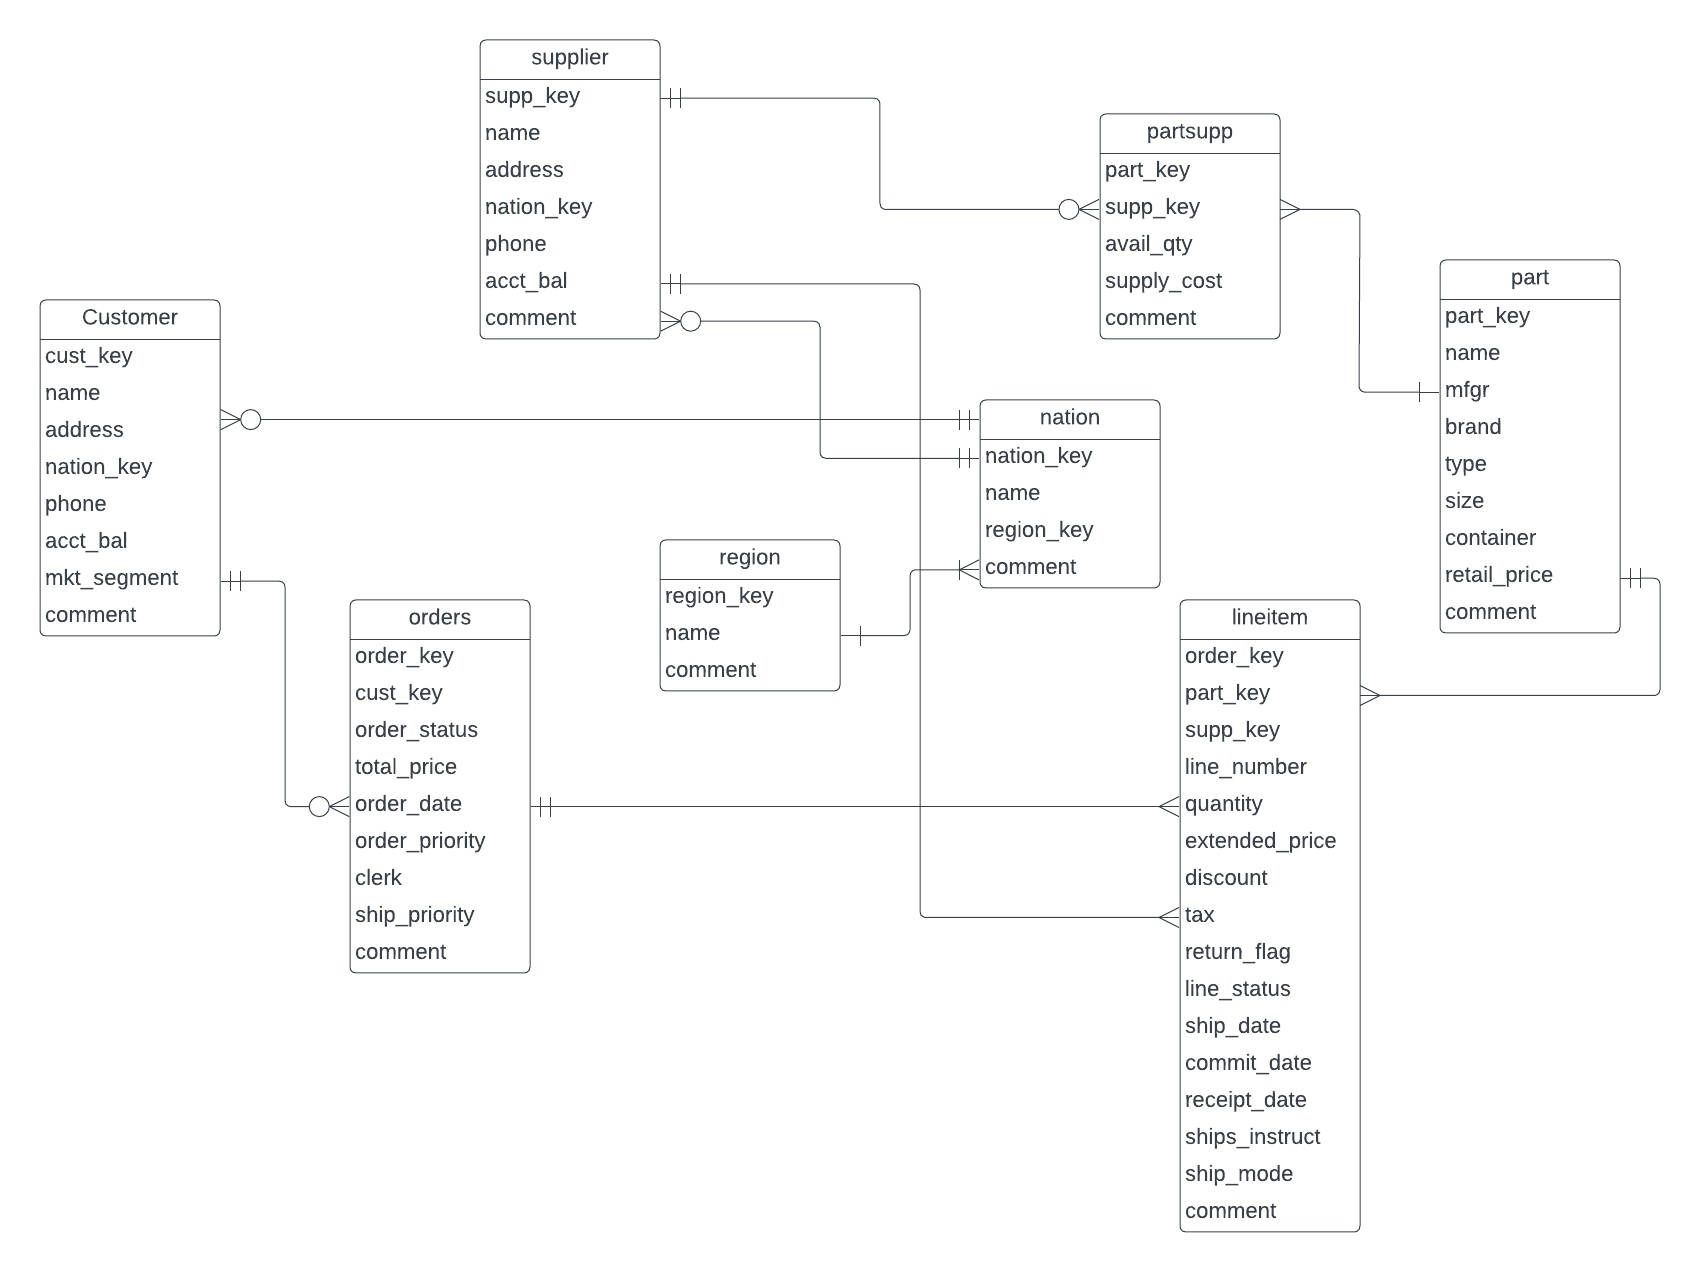 supplier
supp_key
name
address
nation_key
phone
acct_bal
comment
partsupp
part_key
supp_key
avail_qty
supply_cost
comment
part
part_key
name
mfgr
brand
type
size
container
retail_price
comment
Customer
cust_key
name
address
nation_key
phone
acct_bal
mkt_segment
comment
nation
nation_key
name
region_key
comment
region
region_key
name
comment
orders
order_key
cust_key
order_status
total_price
order_date
order_priority
clerk
ship_priority
comment
lineitem
order_key
part_key
supp_key
line_number
quantity
extended_price
discount
tax
return_flag
line_status
ship_date
commit_date
receipt_date
ships_instruct
ship_mode
comment